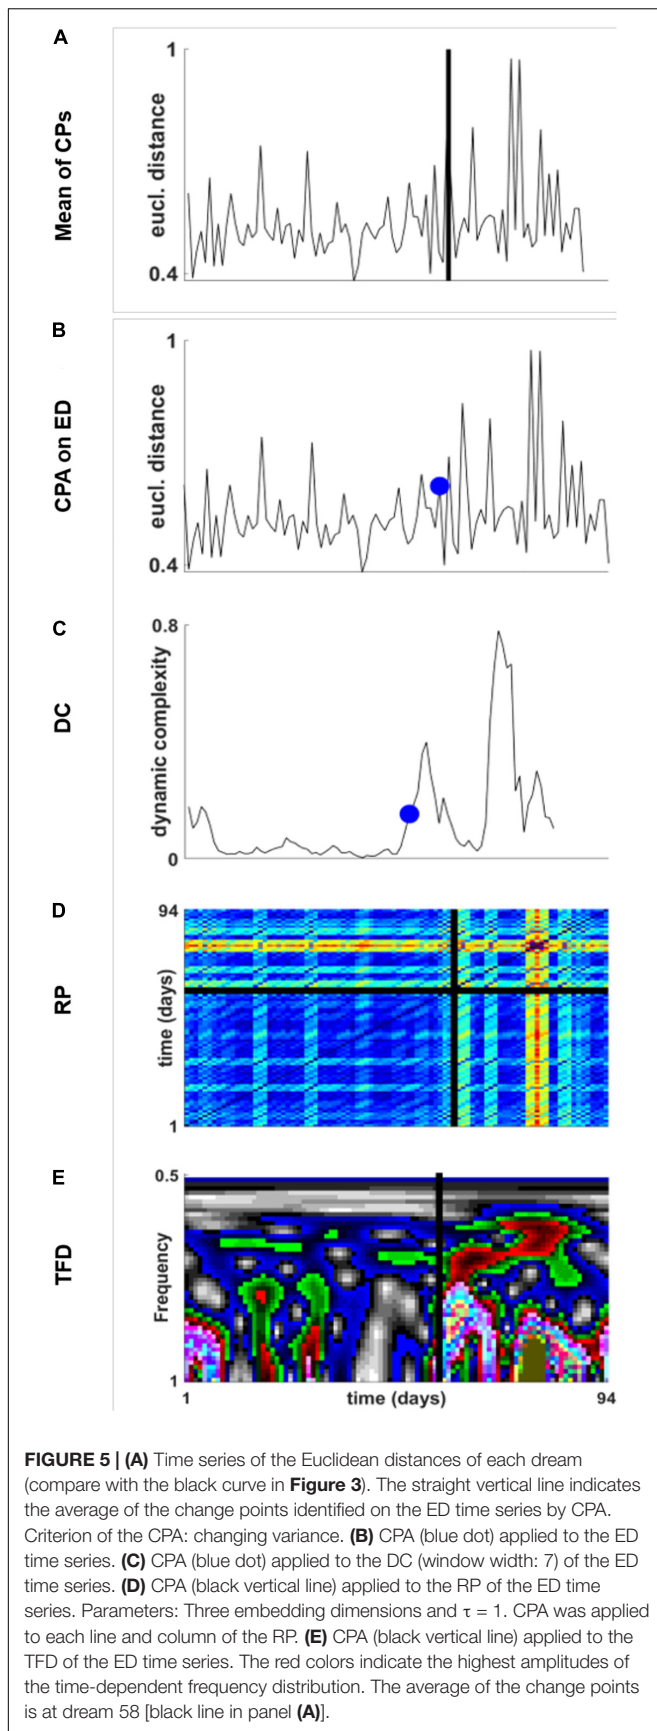 A
Mean of CPs
eucl. distance
1
0.4
B
CPA on ED
eucl. distance
1
0.4
C
DC
dynamic complexity
0.8
0
D
RP
time (days)
94
1
E
TFD
Frequency
0.5
1
1
time (days)
94
FIGURE 5 | (A) Time series of the Euclidean distances of each dream
(compare with the black curve in Figure 3). The straight vertical line indicates
the average of the change points identified on the ED time series by CPA.
Criterion of the CPA: changing variance. (B) CPA (blue dot) applied to the ED
time series. (C) CPA (blue dot) applied to the DC (window width: 7) of the ED
time series. (D) CPA (black vertical line) applied to the RP of the ED time
series. Parameters: Three embedding dimensions and τ = 1. CPA was applied
to each line and column of the RP. (E) CPA (black vertical line) applied to the
TFD of the ED time series. The red colors indicate the highest amplitudes of
the time-dependent frequency distribution. The average of the change points
is at dream 58 [black line in panel (A)].